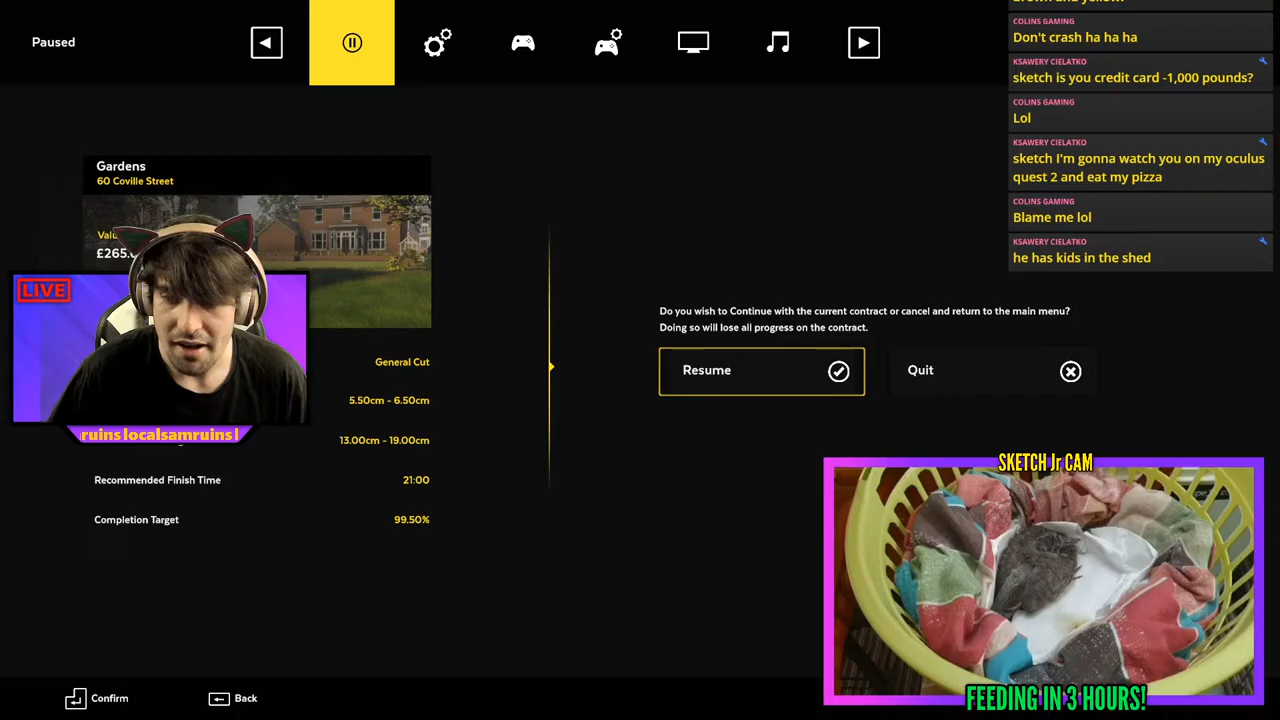 Paused
brown and yellow.
COLINS GAMING
Don't crash ha ha ha
KSAWERY CIELATKO
sketch is you credit card -1,000 pounds?
COLINS GAMING
Lol
KSAWERY CIELATKO
sketch I'm gonna watch you on my oculus
quest 2 and eat my pizza
COLINS GAMING
Blame me lol
KSAWERY CIELATKO
he has kids in the shed
Gardens
60 Coville Street
£265.
LIVE
General Cut
5.50cm - 6.50cm
13.00cm - 19.00cm
ruins localsamruins l
Recommended Finish Time 21:00
Completion Target 99.50%
Do you wish to Continue with the current contract or cancel and return to the main menu?
Doing so will lose all progress on the contract.
Resume
Quit
SKETCH Jr CAM
FEEDING IN 3 HOURS!
Confirm
Back